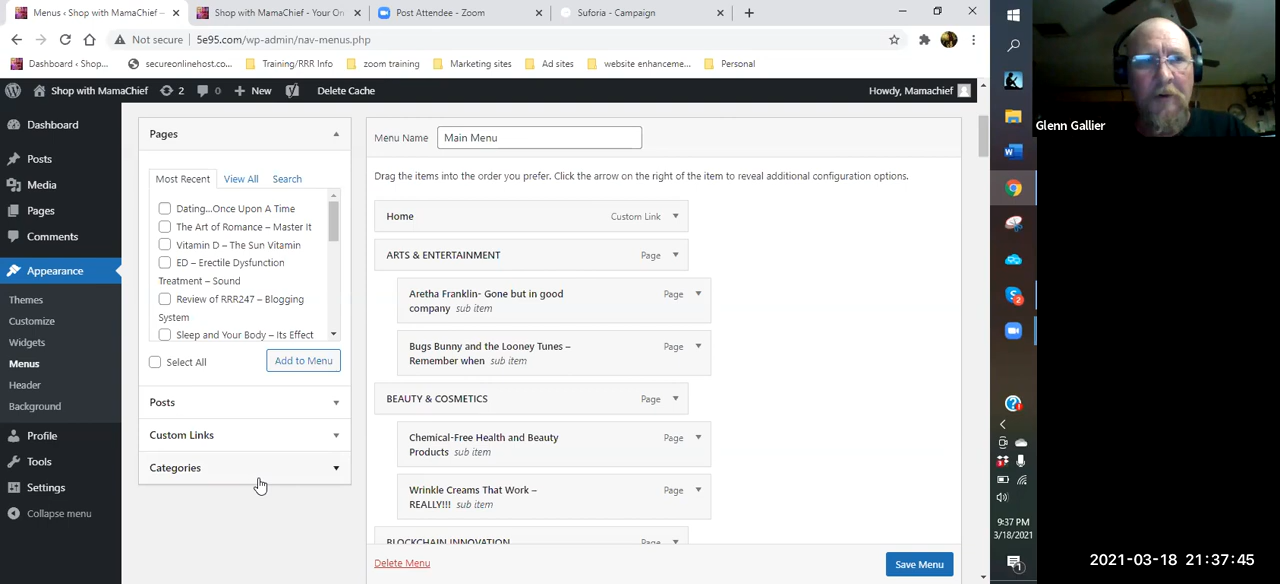 Menus ‹ Shop with MamaChief —
Shop with MamaChief - Your On
Post Attendee - Zoom
Suforia - Campaign
Not secure
5e95.com/wp-admin/nav-menus.php
Dashboard ‹ Shop...
secureonlinehost.co...
Training/RRR Info
zoom training
Marketing sites
Ad sites
website enhanceme...
Personal
Shop with MamaChief
2
0
New
Delete Cache
Howdy, Mamachief
Dashboard
Posts
Media
Pages
Comments
Appearance
Themes
Customize
Widgets
Menus
Header
Background
Profile
Tools
Settings
Collapse menu
Pages
Most Recent
View All
Search
Dating...Once Upon A Time
The Art of Romance – Master It
Vitamin D – The Sun Vitamin
ED – Erectile Dysfunction
Treatment – Sound
Review of RRR247 – Blogging
System
Sleep and Your Body – Its Effect
Select All
Add to Menu
Posts
Custom Links
Categories
Menu Name
Main Menu
Drag the items into the order you prefer. Click the arrow on the right of the item to reveal additional configuration options.
Home
Custom Link
ARTS & ENTERTAINMENT
Page
Aretha Franklin- Gone but in good
company sub item
Page
Bugs Bunny and the Looney Tunes –
Remember when sub item
Page
BEAUTY & COSMETICS
Page
Chemical-Free Health and Beauty
Products sub item
Page
Wrinkle Creams That Work –
REALLY!!! sub item
Page
BLOCKCHAIN INNOVATION
Page
Delete Menu
Save Menu
Glenn Gallier
9:37 PM
3/18/2021
2021-03-18 21:37:45